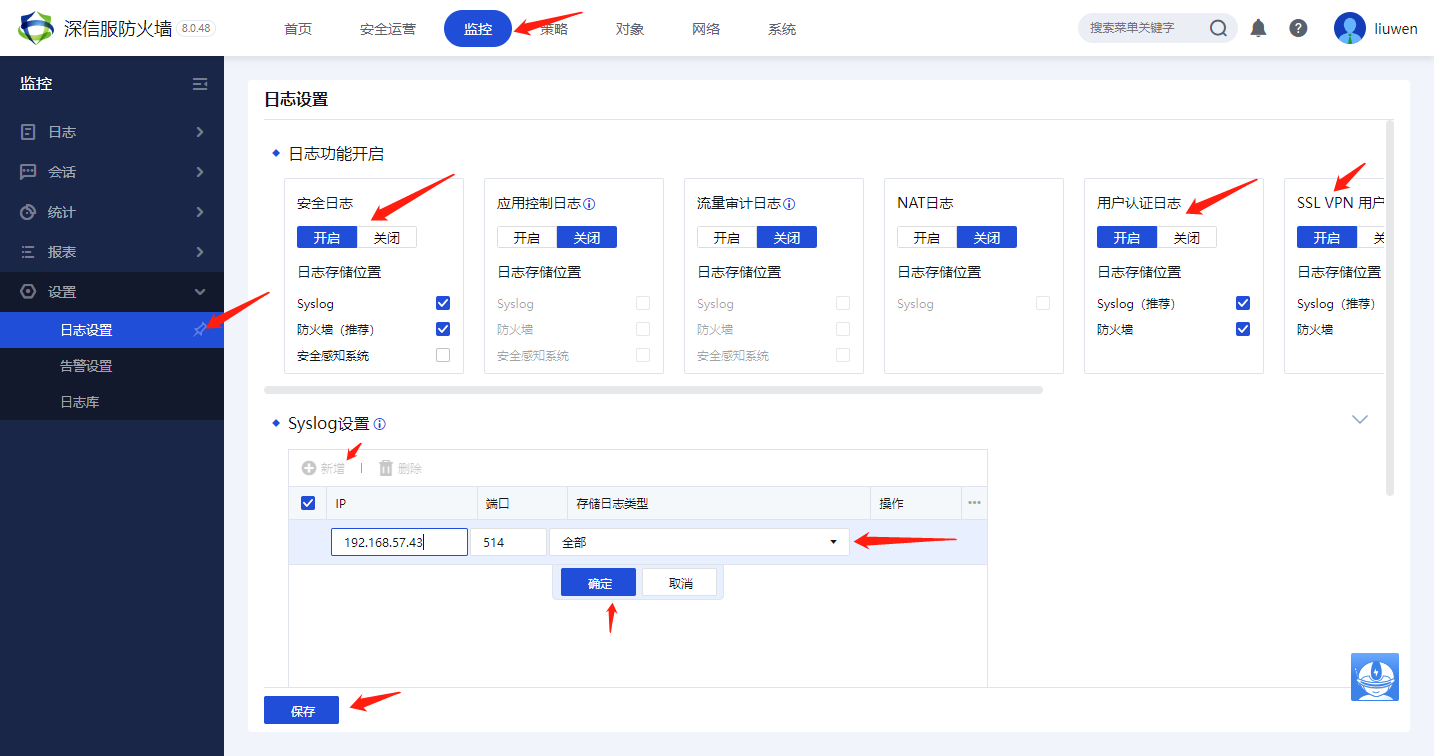 深信服防火墙 8.0.48 首页 安全运营 监控 策略 对象 网络 系统 搜索菜单关键字 liuwen
监控
日志
会话
统计
报表
设置
日志设置
告警设置
日志库
日志设置
日志功能开启
安全日志 应用控制日志 流量审计日志 NAT日志 用户认证日志 SSL VPN 用户
开启 关闭 开启 关闭 开启 关闭 开启 关闭 开启 关闭 开启 关
日志存储位置 日志存储位置 日志存储位置 日志存储位置 日志存储位置 日志存储位置
Syslog Syslog Syslog Syslog Syslog（推荐） Syslog（推荐）
防火墙（推荐） 防火墙 防火墙 防火墙 防火墙
安全感知系统 安全感知系统 安全感知系统
Syslog设置
新增 删除
IP 端口 存储日志类型 操作
192.168.57.43 514 全部
确定 取消
保存